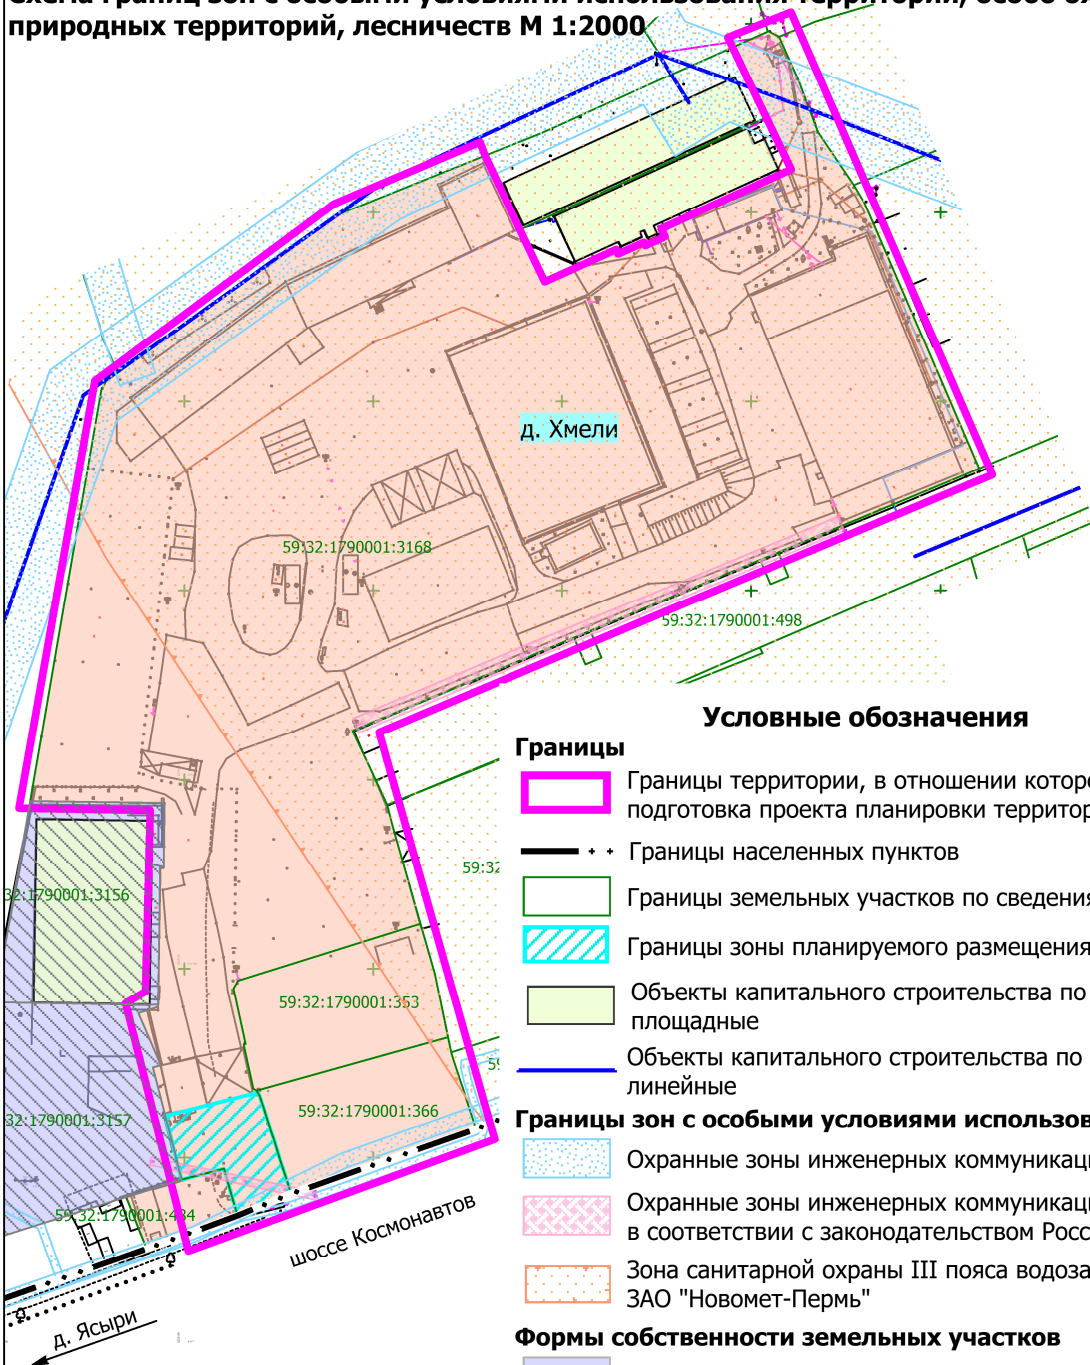 природных территорий, лесничеств М 1:2000
д. Хмели
59:32:1790001:3168
59:32:1790001:498
59:32
32:1790001:3156
59:32:1790001:353
59:32:1790001:366
32:1790001:3157
59:32:1790001:484
шоссе Космонавтов
д. Ясыри
Условные обозначения
Границы
Границы территории, в отношении которо
подготовка проекта планировки территор
Границы населенных пунктов
Границы земельных участков по сведения
Границы зоны планируемого размещения
Объекты капитального строительства по
площадные
Объекты капитального строительства по
линейные
Границы зон с особыми условиями использов
Охранные зоны инженерных коммуникац
Охранные зоны инженерных коммуникац
в соответствии с законодательством Росс
Зона санитарной охраны III пояса водоза
ЗАО "Новомет-Пермь"
Формы собственности земельных участков